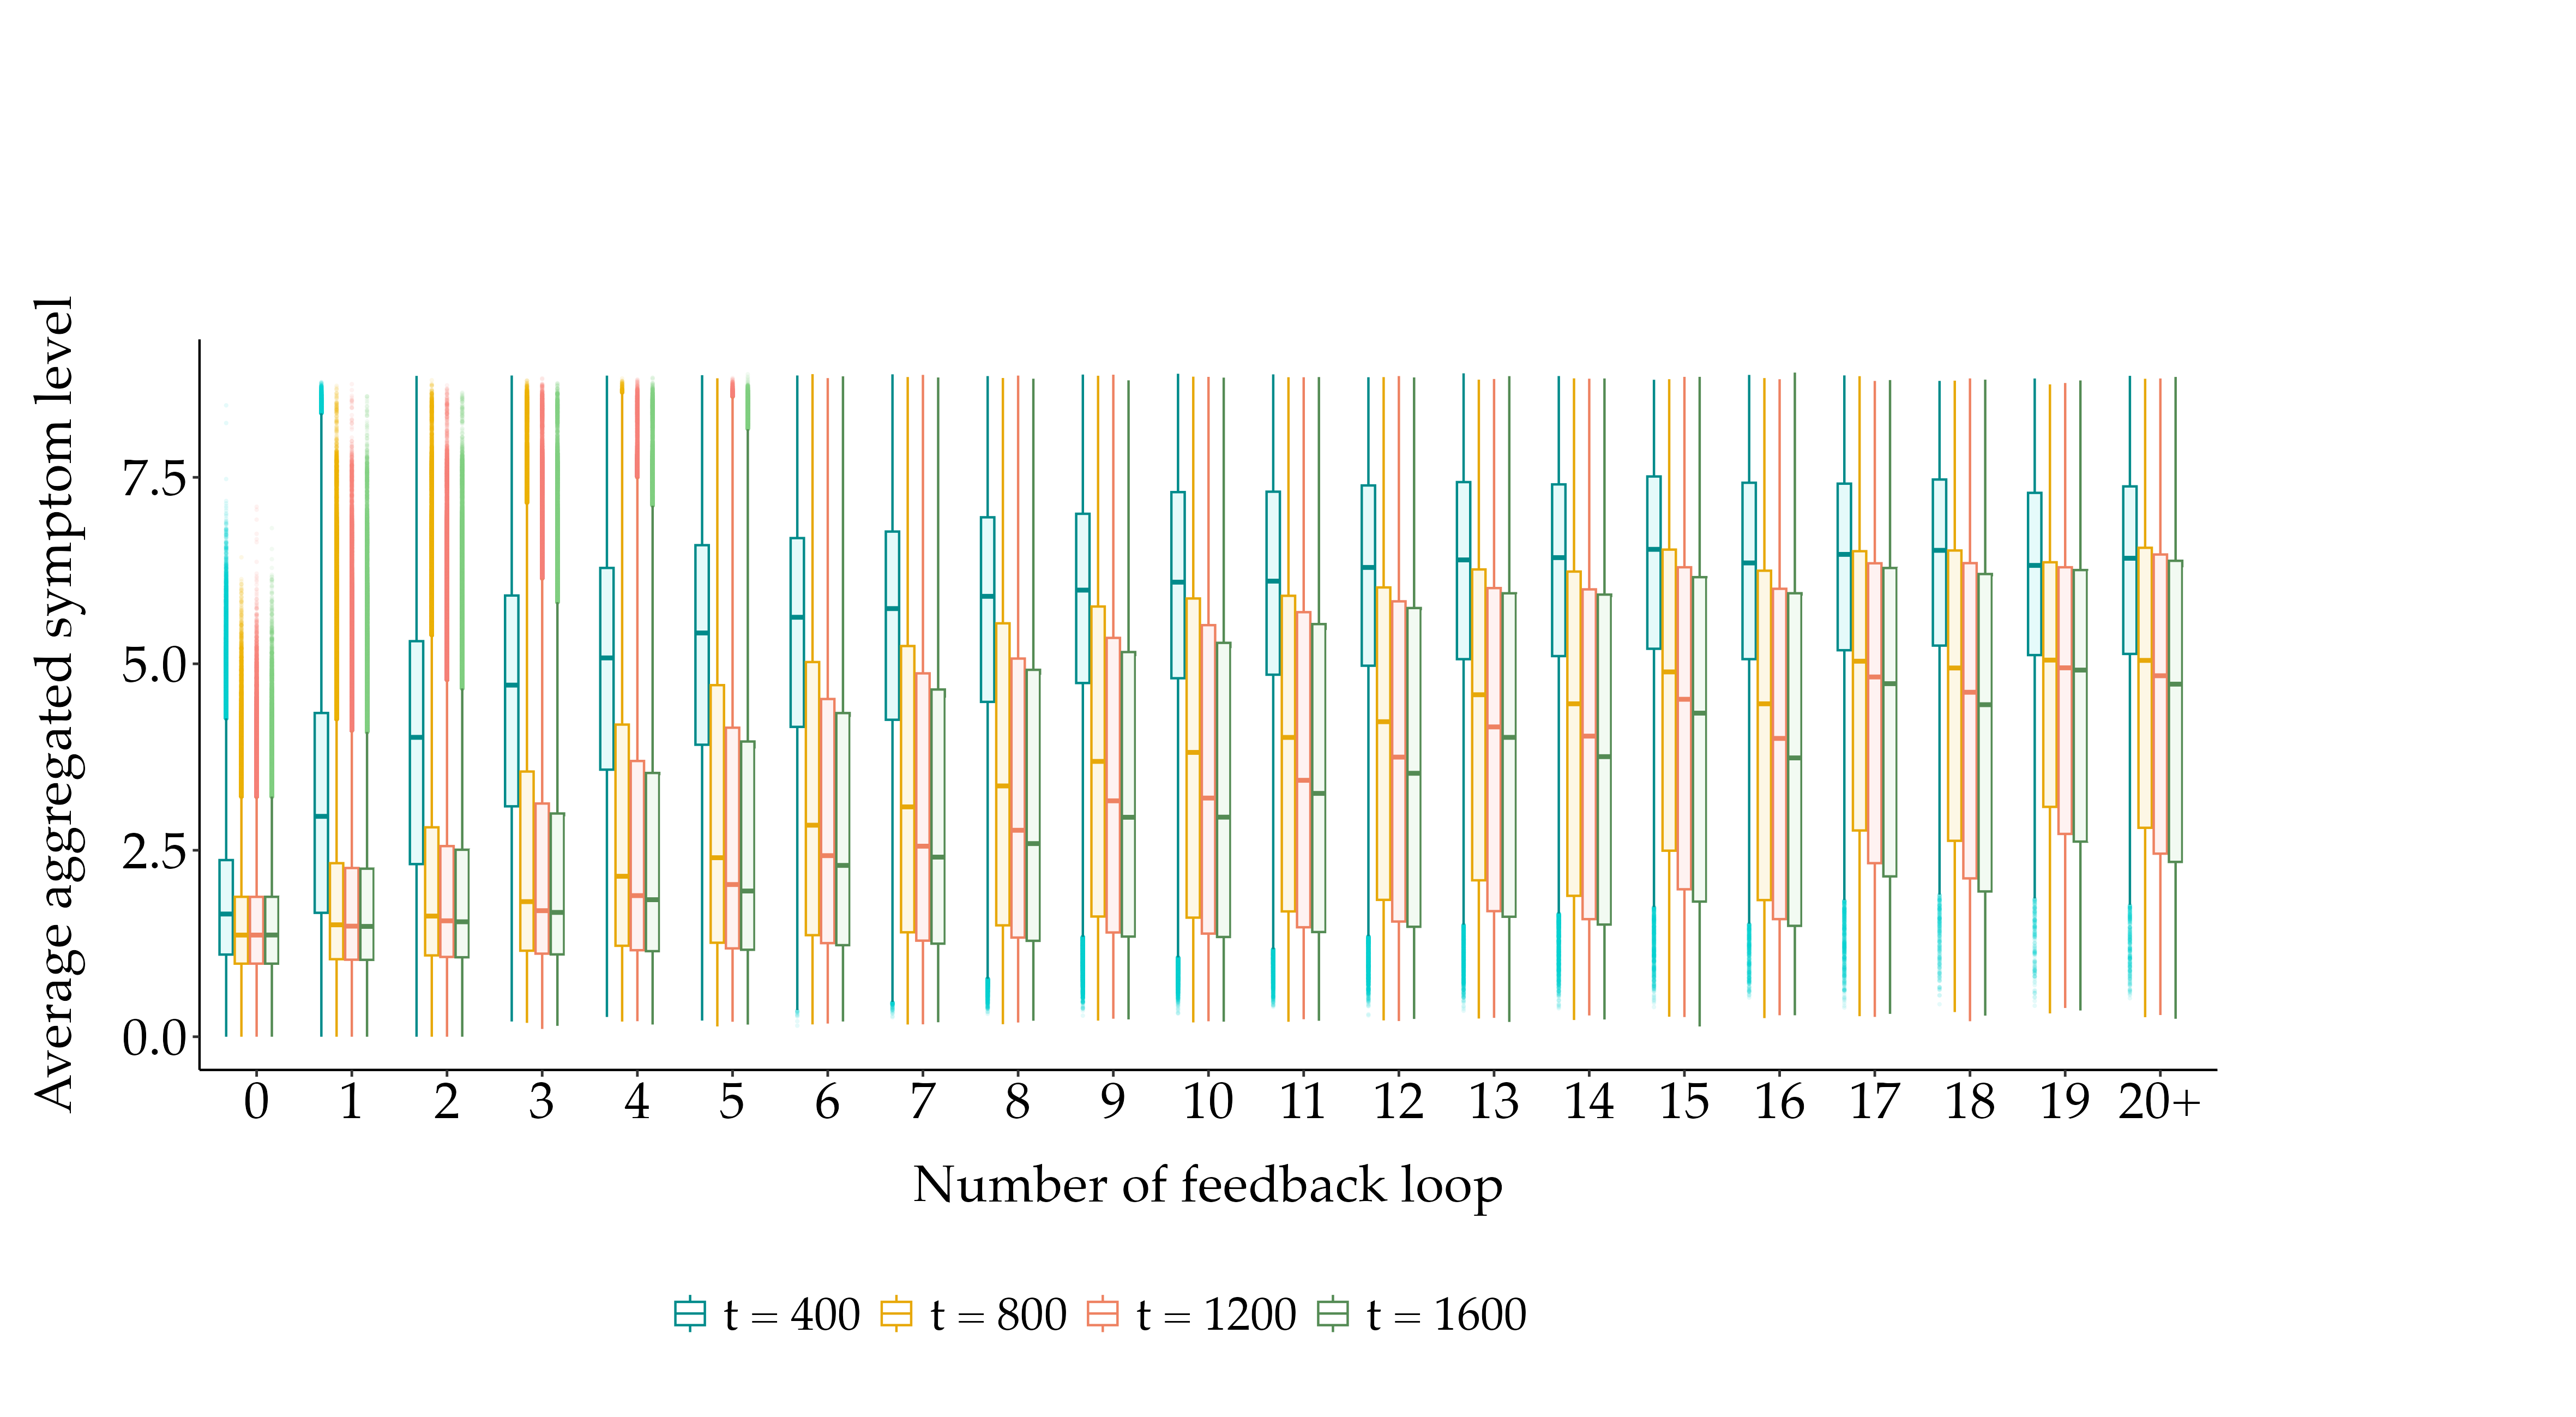 Average aggregated symptom level
7.5
5.0
2.5
0.0
0 1 2 3 4 5 6 7 8 9 10 11 12 13 14 15 16 17 18 19 20+
Number of feedback loop
t = 400 t = 800 t = 1200 t = 1600